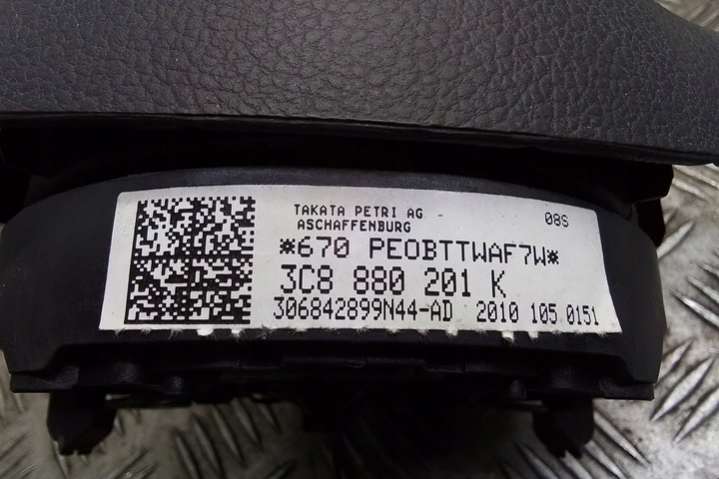 TAKATA PETRI AG - 08S
ASCHAFFENBURG
*670 PEOBTTWAF7W*
3C8 880 201 K
306842899N44-AD 2010 105 0151